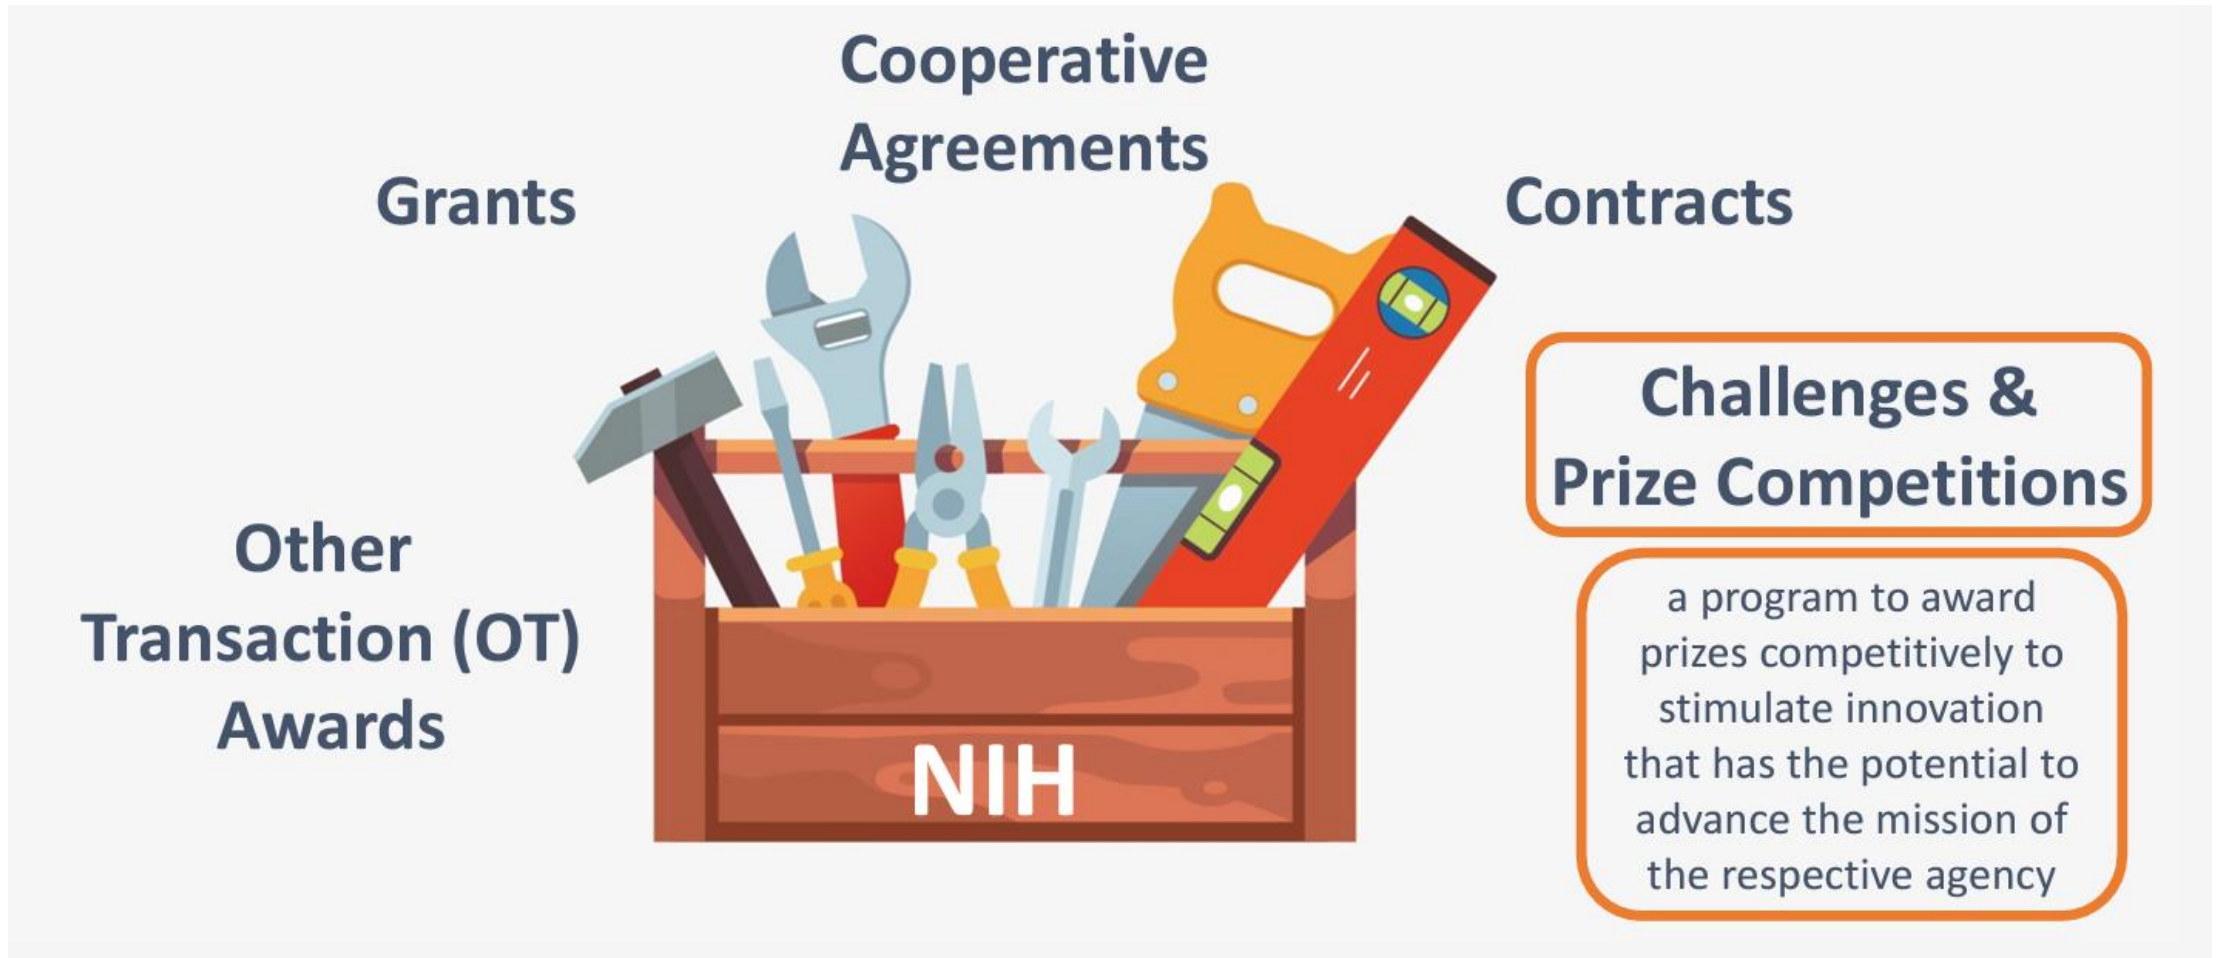 Cooperative
Agreements
Grants
Contracts
Challenges &
Prize Competitions
Other
Transaction (OT)
Awards
a program to award
prizes competitively to
stimulate innovation
that has the potential to
advance the mission of
the respective agency
NIH